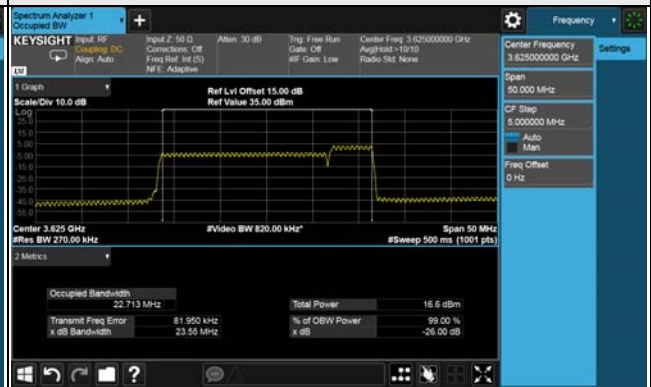 Spectrum Analyzer 1
Occupied BW
Frequency
KEYSIGHT
Input: RF
Coupling: DC
Align: Auto
Input Z: 50 Ω
Corrections: Off
Freq Ref: Int (S)
NFE: Adaptive
Atten: 30 dB
Trig: Free Run
Gate: Off
#IF Gain: Low
Center Freq: 3.625000000 GHz
Avg|Hold:>10/10
Radio Std: None
LXI
1 Graph
Scale/Div 10.0 dB
Ref Lvl Offset 15.00 dB
Ref Value 35.00 dBm
Log
25.0
15.0
5.00
-5.00
-15.0
-25.0
-35.0
-45.0
-55.0
Center 3.625 GHz
#Res BW 270.00 kHz
#Video BW 820.00 kHz*
Span 50 MHz
#Sweep 500 ms (1001 pts)
2 Metrics
Occupied Bandwidth
22.713 MHz
Total Power
16.6 dBm
Transmit Freq Error
81.950 kHz
% of OBW Power
99.00 %
x dB Bandwidth
23.55 MHz
x dB
-26.00 dB
Center Frequency
3.625000000 GHz
Settings
Span
50.000 MHz
CF Step
5.000000 MHz
Auto
Man
Freq Offset
0 Hz
?